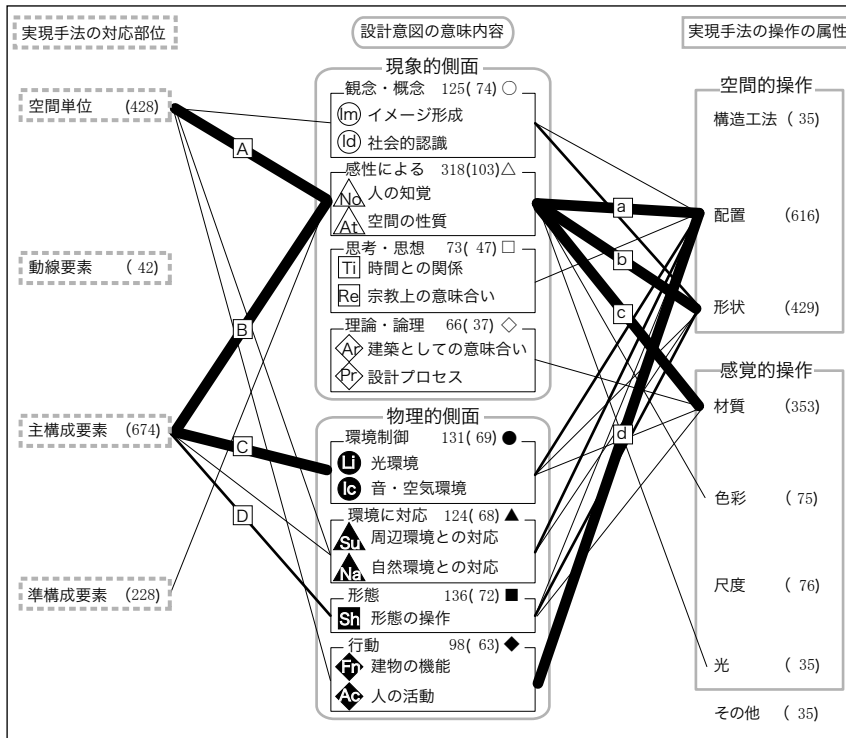 実現手法の対応部位
設計意図の意味内容
実現手法の操作の属性
空間単位 (428)
動線要素 ( 42)
主構成要素 (674)
準構成要素 (228)
A
B
C
D
現象的側面
観念・概念 125( 74) ○
Im イメージ形成
Id 社会的認識
感性による 318(103) △
No 人の知覚
At 空間の性質
思考・思想 73( 47) □
Ti 時間との関係
Re 宗教上の意味合い
理論・論理 66( 37) ◇
Ar 建築としての意味合い
Pr 設計プロセス
物理的側面
環境制御 131( 69) ●
Li 光環境
Ic 音・空気環境
環境に対応 124( 68) ▲
Su 周辺環境との対応
Na 自然環境との対応
形態 136( 72) ■
Sh 形態の操作
行動 98( 63) ◆
Fn 建物の機能
Ac 人の活動
a
b
c
d
空間的操作
構造工法 ( 35)
配置 (616)
形状 (429)
感覚的操作
材質 (353)
色彩 ( 75)
尺度 ( 76)
光 ( 35)
その他 ( 35)